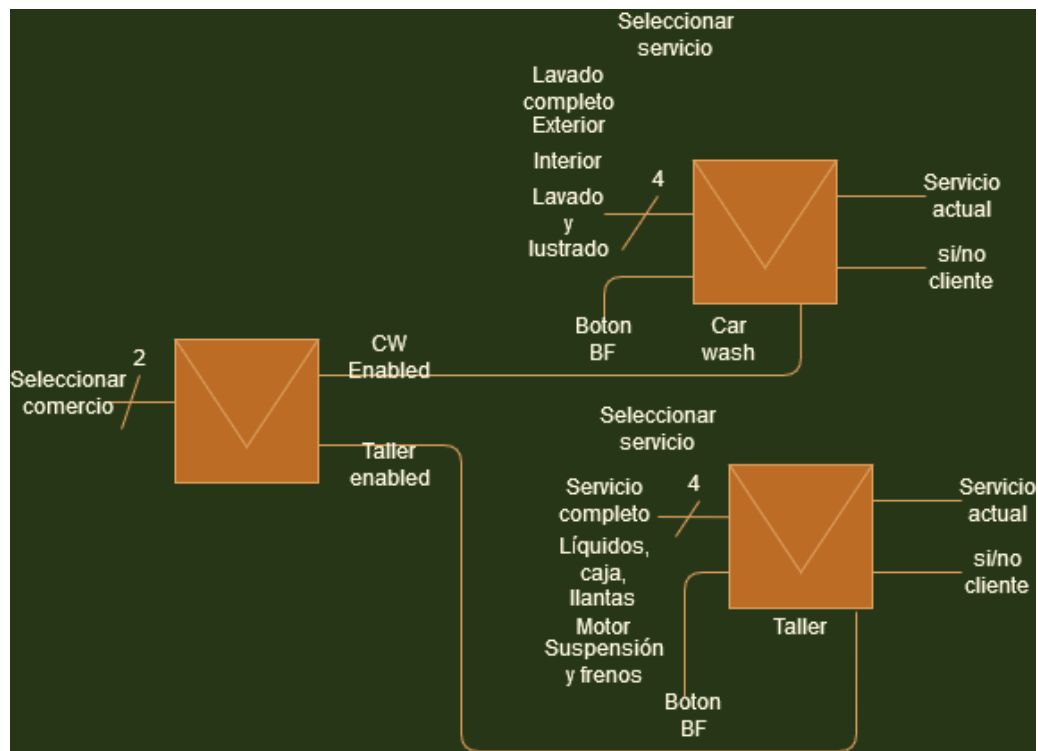 Seleccionar
servicio
Lavado
completo
Exterior
Interior
Lavado
y
lustrado
4
Servicio
actual
si/no
cliente
Boton
BF
Car
wash
Seleccionar
comercio
2
CW
Enabled
Taller
enabled
Seleccionar
servicio
Servicio
completo
4
Líquidos,
caja,
llantas
Motor
Suspensión
y frenos
Servicio
actual
si/no
cliente
Taller
Boton
BF